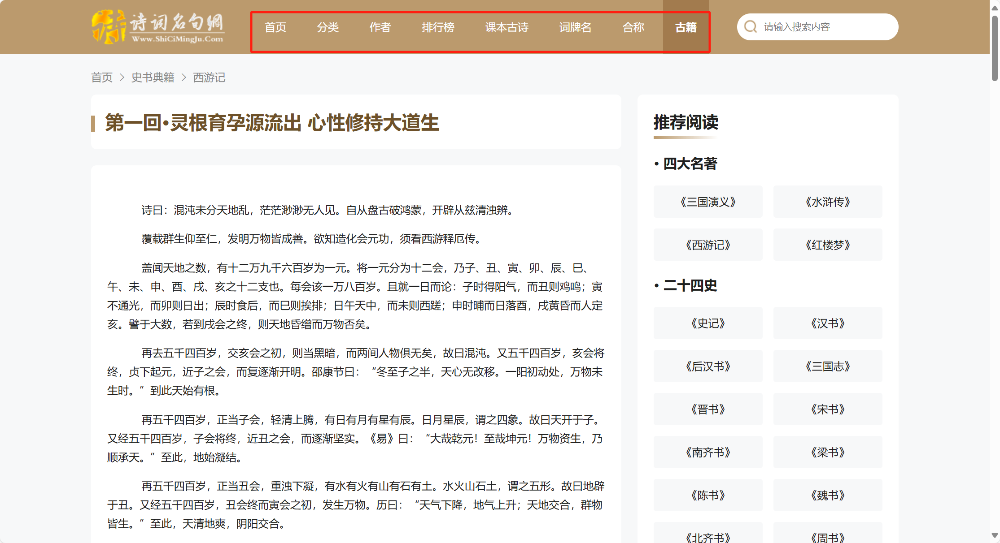 诗词名句網
Www.ShiCiMingJu.Com
首页 分类 作者 排行榜 课本古诗 词牌名 合称 古籍
请输入搜索内容
首页 > 史书典籍 > 西游记
第一回·灵根育孕源流出 心性修持大道生
诗曰：混沌未分天地乱，茫茫渺渺无人见。自从盘古破鸿蒙，开辟从兹清浊辨。
覆载群生仰至仁，发明万物皆成善。欲知造化会元功，须看西游释厄传。
盖闻天地之数，有十二万九千六百岁为一元。将一元分为十二会，乃子、丑、寅、卯、辰、巳、
午、未、申、酉、戌、亥之十二支也。每会该一万八百岁。且就一日而论：子时得阳气，而丑则鸡鸣；寅
不通光，而卯则日出；辰时食后，而巳则挨排；日午天中，而未则西蹉；申时晡而日落酉，戌黄昏而人定
亥。譬于大数，若到戌会之终，则天地昏缯而万物否矣。
再去五千四百岁，交亥会之初，则当黑暗，而两间人物俱无矣，故曰混沌。又五千四百岁，亥会将
终，贞下起元，近子之会，而复逐渐开明。邵康节曰：“冬至子之半，天心无改移。一阳初动处，万物未
生时。”到此天始有根。
再五千四百岁，正当子会，轻清上腾，有日有月有星有辰。日月星辰，谓之四象。故曰天开于子。
又经五千四百岁，子会将终，近丑之会，而逐渐坚实。《易》曰：“大哉乾元！至哉坤元！万物资生，乃
顺承天。”至此，地始凝结。
再五千四百岁，正当丑会，重浊下凝，有水有火有山有石有土。水火山石土，谓之五形。故曰地辟
于丑。又经五千四百岁，丑会终而寅会之初，发生万物。历曰：“天气下降，地气上升；天地交合，群物
皆生。”至此，天清地爽，阴阳交合。
推荐阅读
• 四大名著
《三国演义》 《水浒传》
《西游记》 《红楼梦》
• 二十四史
《史记》 《汉书》
《后汉书》 《三国志》
《晋书》 《宋书》
《南齐书》 《梁书》
《陈书》 《魏书》
《北齐书》 《周书》